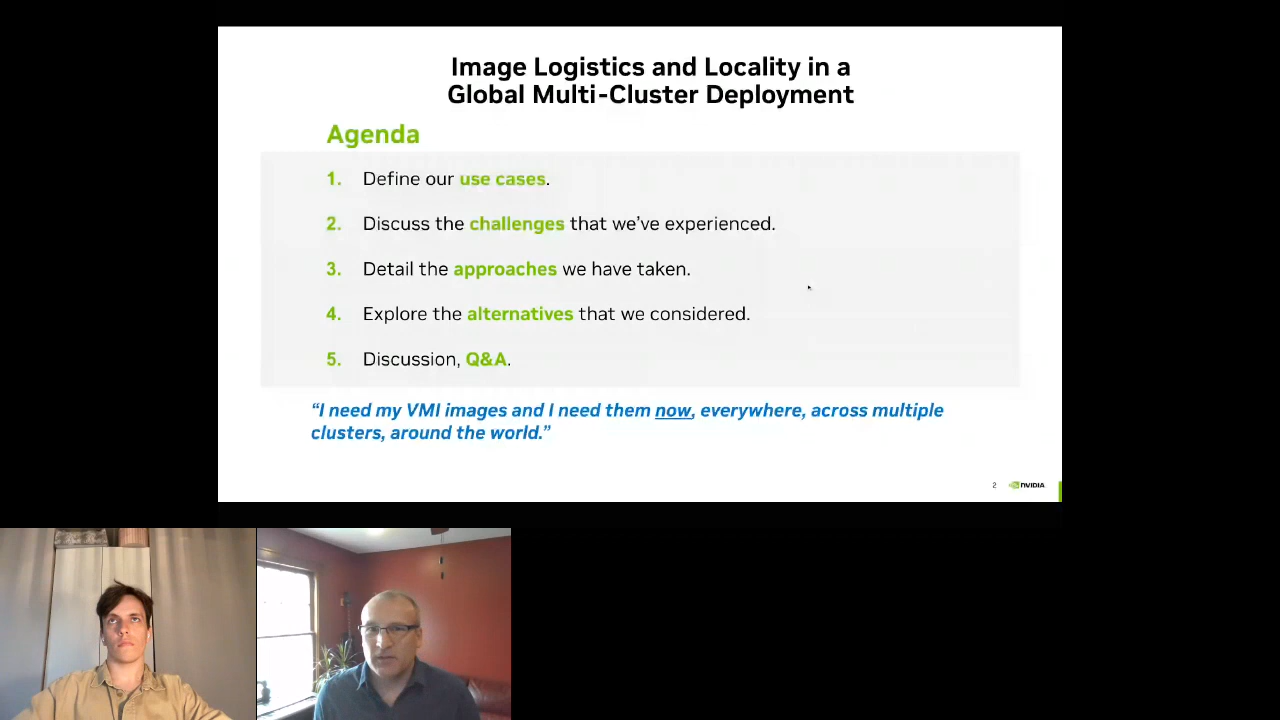 Image Logistics and Locality in a
Global Multi-Cluster Deployment
Agenda
1. Define our use cases.
2. Discuss the challenges that we’ve experienced.
3. Detail the approaches we have taken.
4. Explore the alternatives that we considered.
5. Discussion, Q&A.
“I need my VMI images and I need them now, everywhere, across multiple
clusters, around the world.”
2 NVIDIA